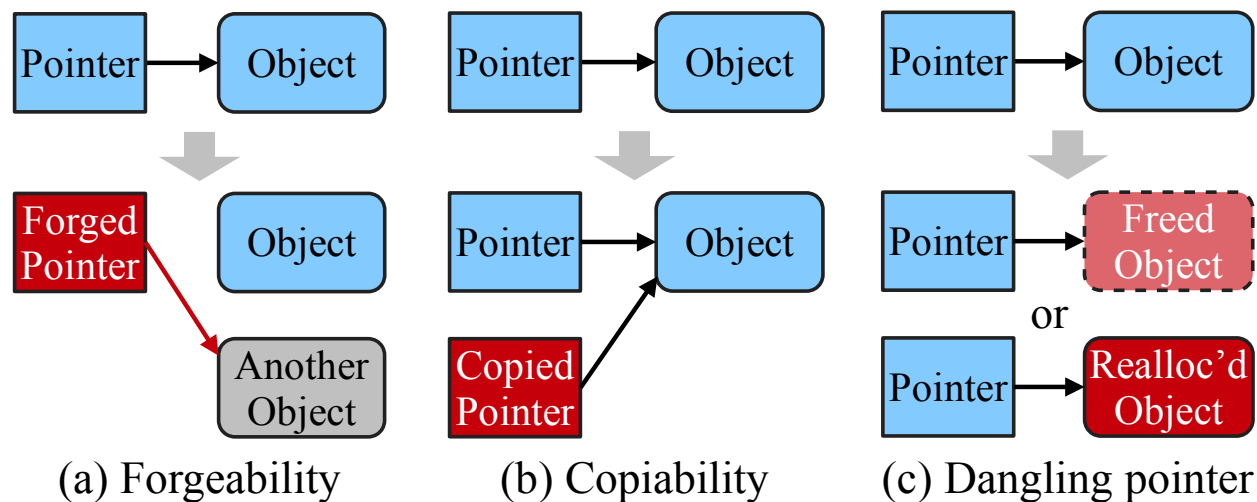 Pointer
Object
Forged
Pointer
Object
Another
Object
(a) Forgeability
Pointer
Object
Pointer
Object
Copied
Pointer
(b) Copiability
Pointer
Object
Pointer
Freed
Object
or
Pointer
Realloc’d
Object
(c) Dangling pointer